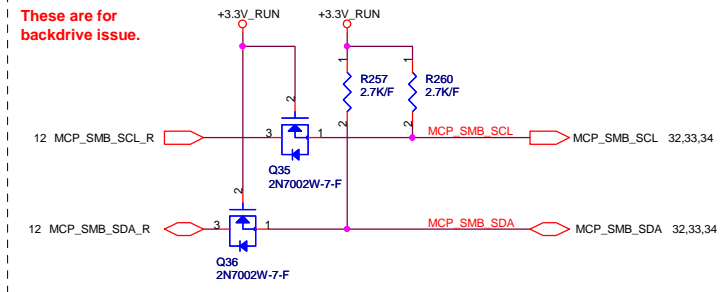 These are for
backdrive issue.
+3.3V_RUN
+3.3V_RUN
1
1
R257
2.7K/F
R260
2.7K/F
2
2
2
12 MCP_SMB_SCL_R
3
1
MCP_SMB_SCL
MCP_SMB_SCL 32,33,34
Q35
2N7002W-7-F
2
12 MCP_SMB_SDA_R
3
1
MCP_SMB_SDA
MCP_SMB_SDA 32,33,34
Q36
2N7002W-7-F